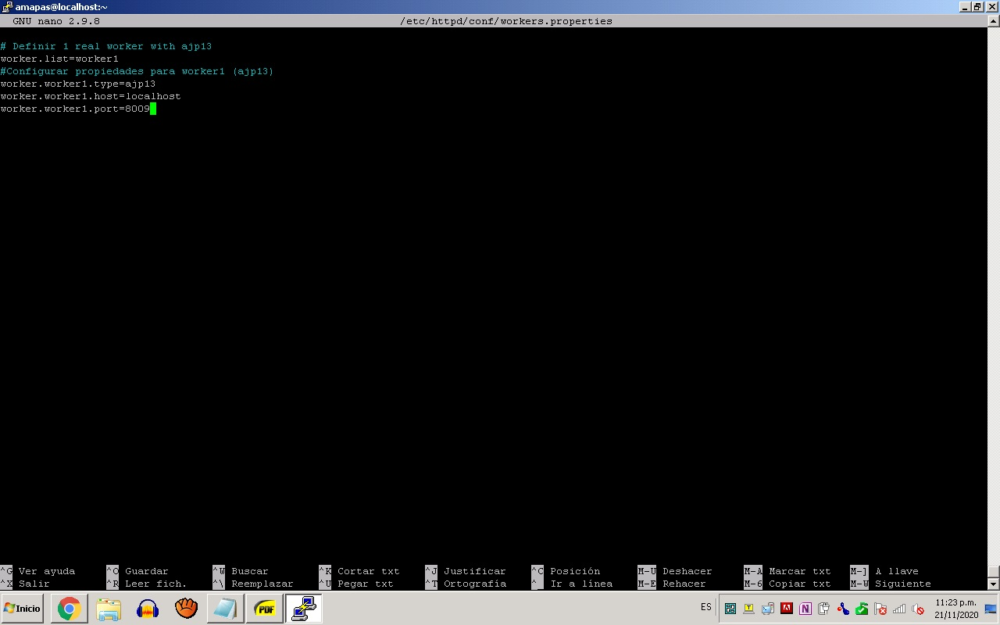 amapas@localhost:~
GNU nano 2.9.8 /etc/httpd/conf/workers.properties
# Definir 1 real worker with ajp13
worker.list=worker1
#Configurar propiedades para worker1 (ajp13)
worker.worker1.type=ajp13
worker.worker1.host=localhost
worker.worker1.port=8009
^G Ver ayuda ^O Guardar ^W Buscar ^K Cortar txt ^J Justificar ^C Posición M-U Deshacer M-A Marcar txt M-] A llave
^X Salir ^R Leer fich. ^\ Reemplazar ^U Pegar txt ^T Ortografía ^_ Ir a línea M-E Rehacer M-6 Copiar txt M-W Siguiente
Inicio PDF ES 11:23 p.m.
21/11/2020